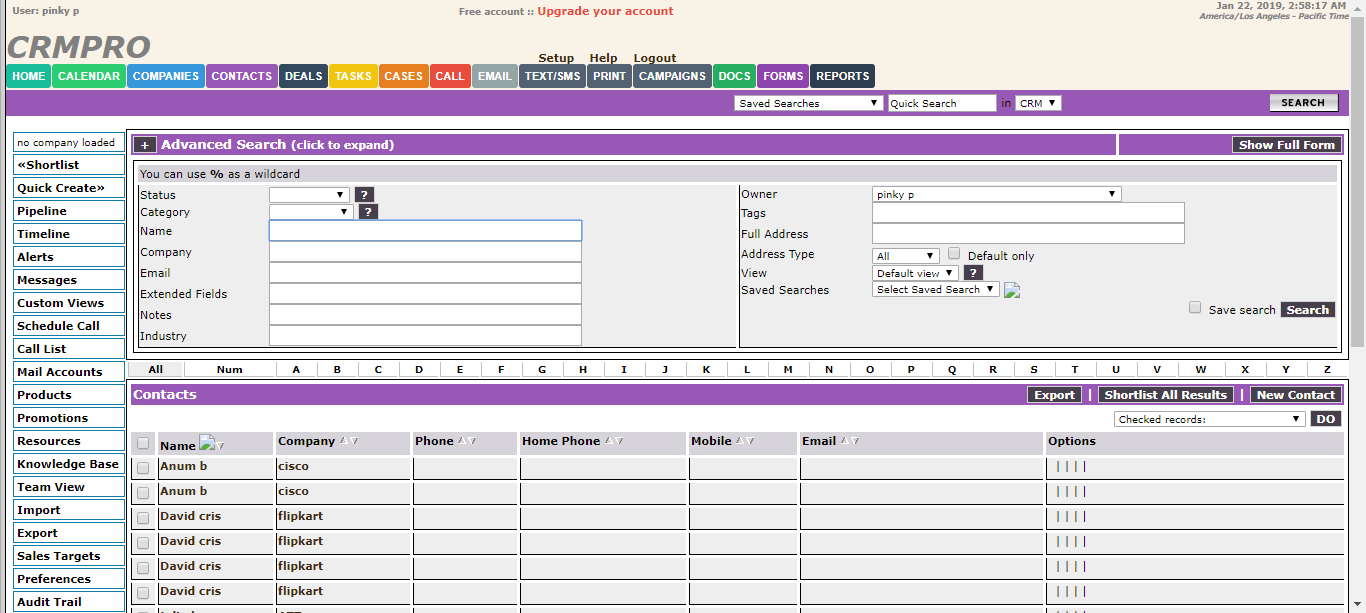 User: pinky p
Free account :: Upgrade your account
Jan 22, 2019, 2:58:17 AM
America/Los Angeles - Pacific Time
CRMPRO
Setup Help Logout
HOME CALENDAR COMPANIES CONTACTS DEALS TASKS CASES CALL EMAIL TEXT/SMS PRINT CAMPAIGNS DOCS FORMS REPORTS
Saved Searches Quick Search in CRM SEARCH
no company loaded
«Shortlist
Quick Create»
Pipeline
Timeline
Alerts
Messages
Custom Views
Schedule Call
Call List
Mail Accounts
Products
Promotions
Resources
Knowledge Base
Team View
Import
Export
Sales Targets
Preferences
Audit Trail
+ Advanced Search (click to expand) Show Full Form
You can use % as a wildcard
Status ?
Category ?
Name
Company
Email
Extended Fields
Notes
Industry
Owner pinky p
Tags
Full Address
Address Type All Default only
View Default view ?
Saved Searches Select Saved Search
Save search Search
All Num A B C D E F G H I J K L M N O P Q R S T U V W X Y Z
Contacts Export | Shortlist All Results | New Contact
Checked records: DO
Name Company Phone Home Phone Mobile Email Options
Anum b cisco | | | |
Anum b cisco | | | |
David cris flipkart | | | |
David cris flipkart | | | |
David cris flipkart | | | |
David cris flipkart | | | |